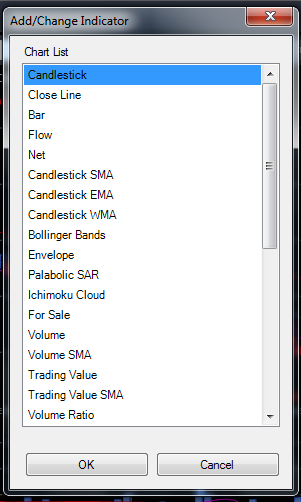 Add/Change Indicator
Chart List
Candlestick
Close Line
Bar
Flow
Net
Candlestick SMA
Candlestick EMA
Candlestick WMA
Bollinger Bands
Envelope
Palabolic SAR
Ichimoku Cloud
For Sale
Volume
Volume SMA
Trading Value
Trading Value SMA
Volume Ratio
OK
Cancel